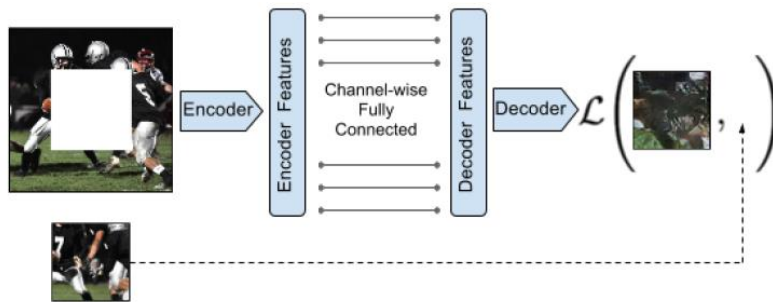 Encoder
Encoder Features
Channel-wise
Fully
Connected
Decoder Features
Decoder
ℒ( , )